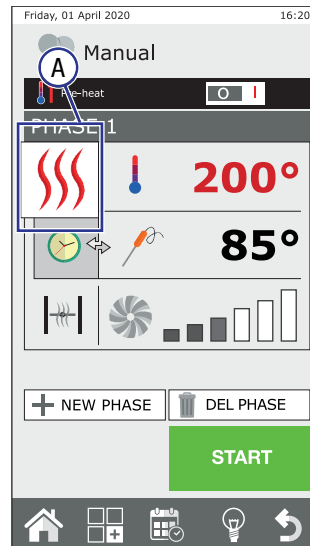 Friday, 01 April 2020 16:20
Manual
A
Pre-heat O I
PHASE 1
200°
85°
NEW PHASE DEL PHASE
START